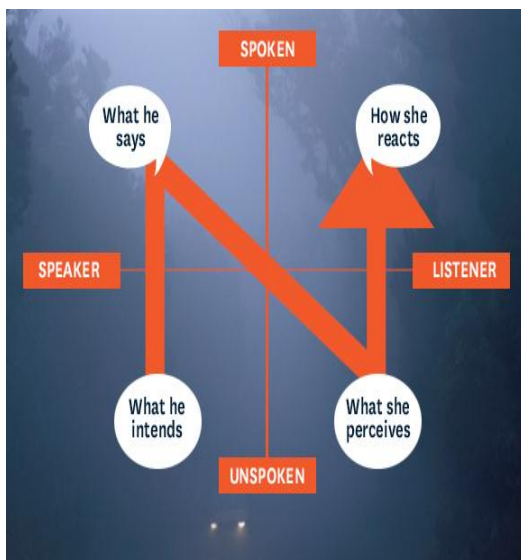 SPOKEN
What he
says
How she
reacts
SPEAKER
LISTENER
What he
intends
What she
perceives
UNSPOKEN